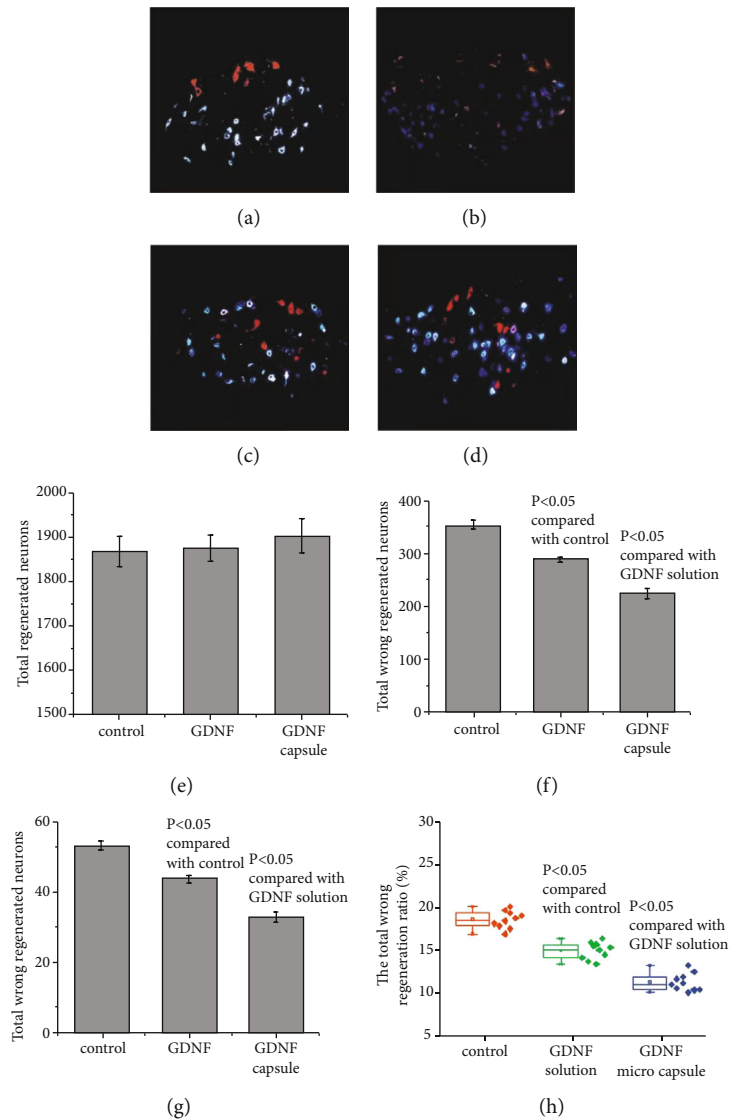 (a)
(b)
(c)
(d)
Total regenerated neurons
2000
1900
1800
1700
1600
1500
control
GDNF
GDNF
capsule
(e)
Total wrong regenerated neurons
400
300
200
100
0
P<0.05
compared
with control
P<0.05
compared with
GDNF solution
control
GDNF
GDNF
capsule
(f)
Total wrong regenerated neurons
60
40
20
0
P<0.05
compared
with control
P<0.05
compared with
GDNF solution
control
GDNF
GDNF
capsule
(g)
The total wrong
regeneration ratio (%)
30
20
15
10
5
P<0.05
compared
with control
P<0.05
compared with
GDNF solution
control
GDNF
solution
GDNF
micro capsule
(h)